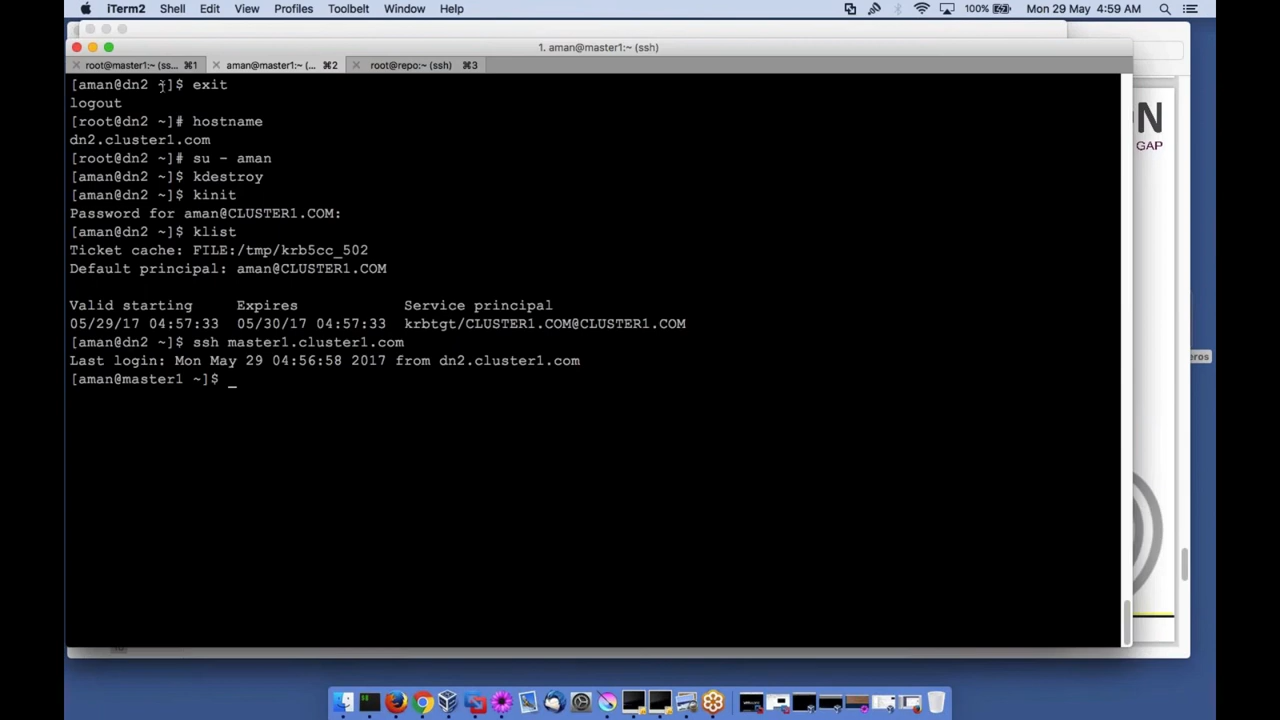 iTerm2 Shell Edit View Profiles Toolbelt Window Help 100% Mon 29 May 4:59 AM
1. aman@master1:~ (ssh)
root@master1:~ (ss... ⌘1 aman@master1:~ (... ⌘2 root@repo:~ (ssh) ⌘3
[aman@dn2 ~]$ exit
logout
[root@dn2 ~]# hostname
dn2.cluster1.com
[root@dn2 ~]# su - aman
[aman@dn2 ~]$ kdestroy
[aman@dn2 ~]$ kinit
Password for aman@CLUSTER1.COM:
[aman@dn2 ~]$ klist
Ticket cache: FILE:/tmp/krb5cc_502
Default principal: aman@CLUSTER1.COM
Valid starting Expires Service principal
05/29/17 04:57:33 05/30/17 04:57:33 krbtgt/CLUSTER1.COM@CLUSTER1.COM
[aman@dn2 ~]$ ssh master1.cluster1.com
Last login: Mon May 29 04:56:58 2017 from dn2.cluster1.com
[aman@master1 ~]$ _
ON
GAP
eros